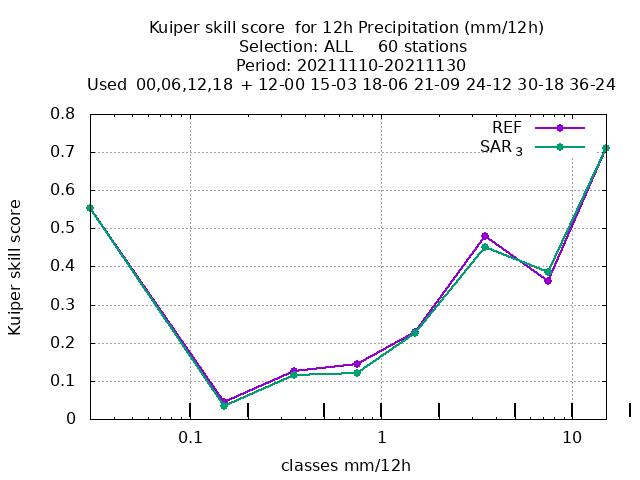 Kuiper skill score  for 12h Precipitation (mm/12h)
Selection: ALL     60 stations
Period: 20211110-20211130
Used  00,06,12,18  + 12-00 15-03 18-06 21-09 24-12 30-18 36-24
REF
SAR 3
0.8
0.7
0.6
0.5
0.4
0.3
0.2
0.1
0
Kuiper skill score
0.1 1 10
classes mm/12h